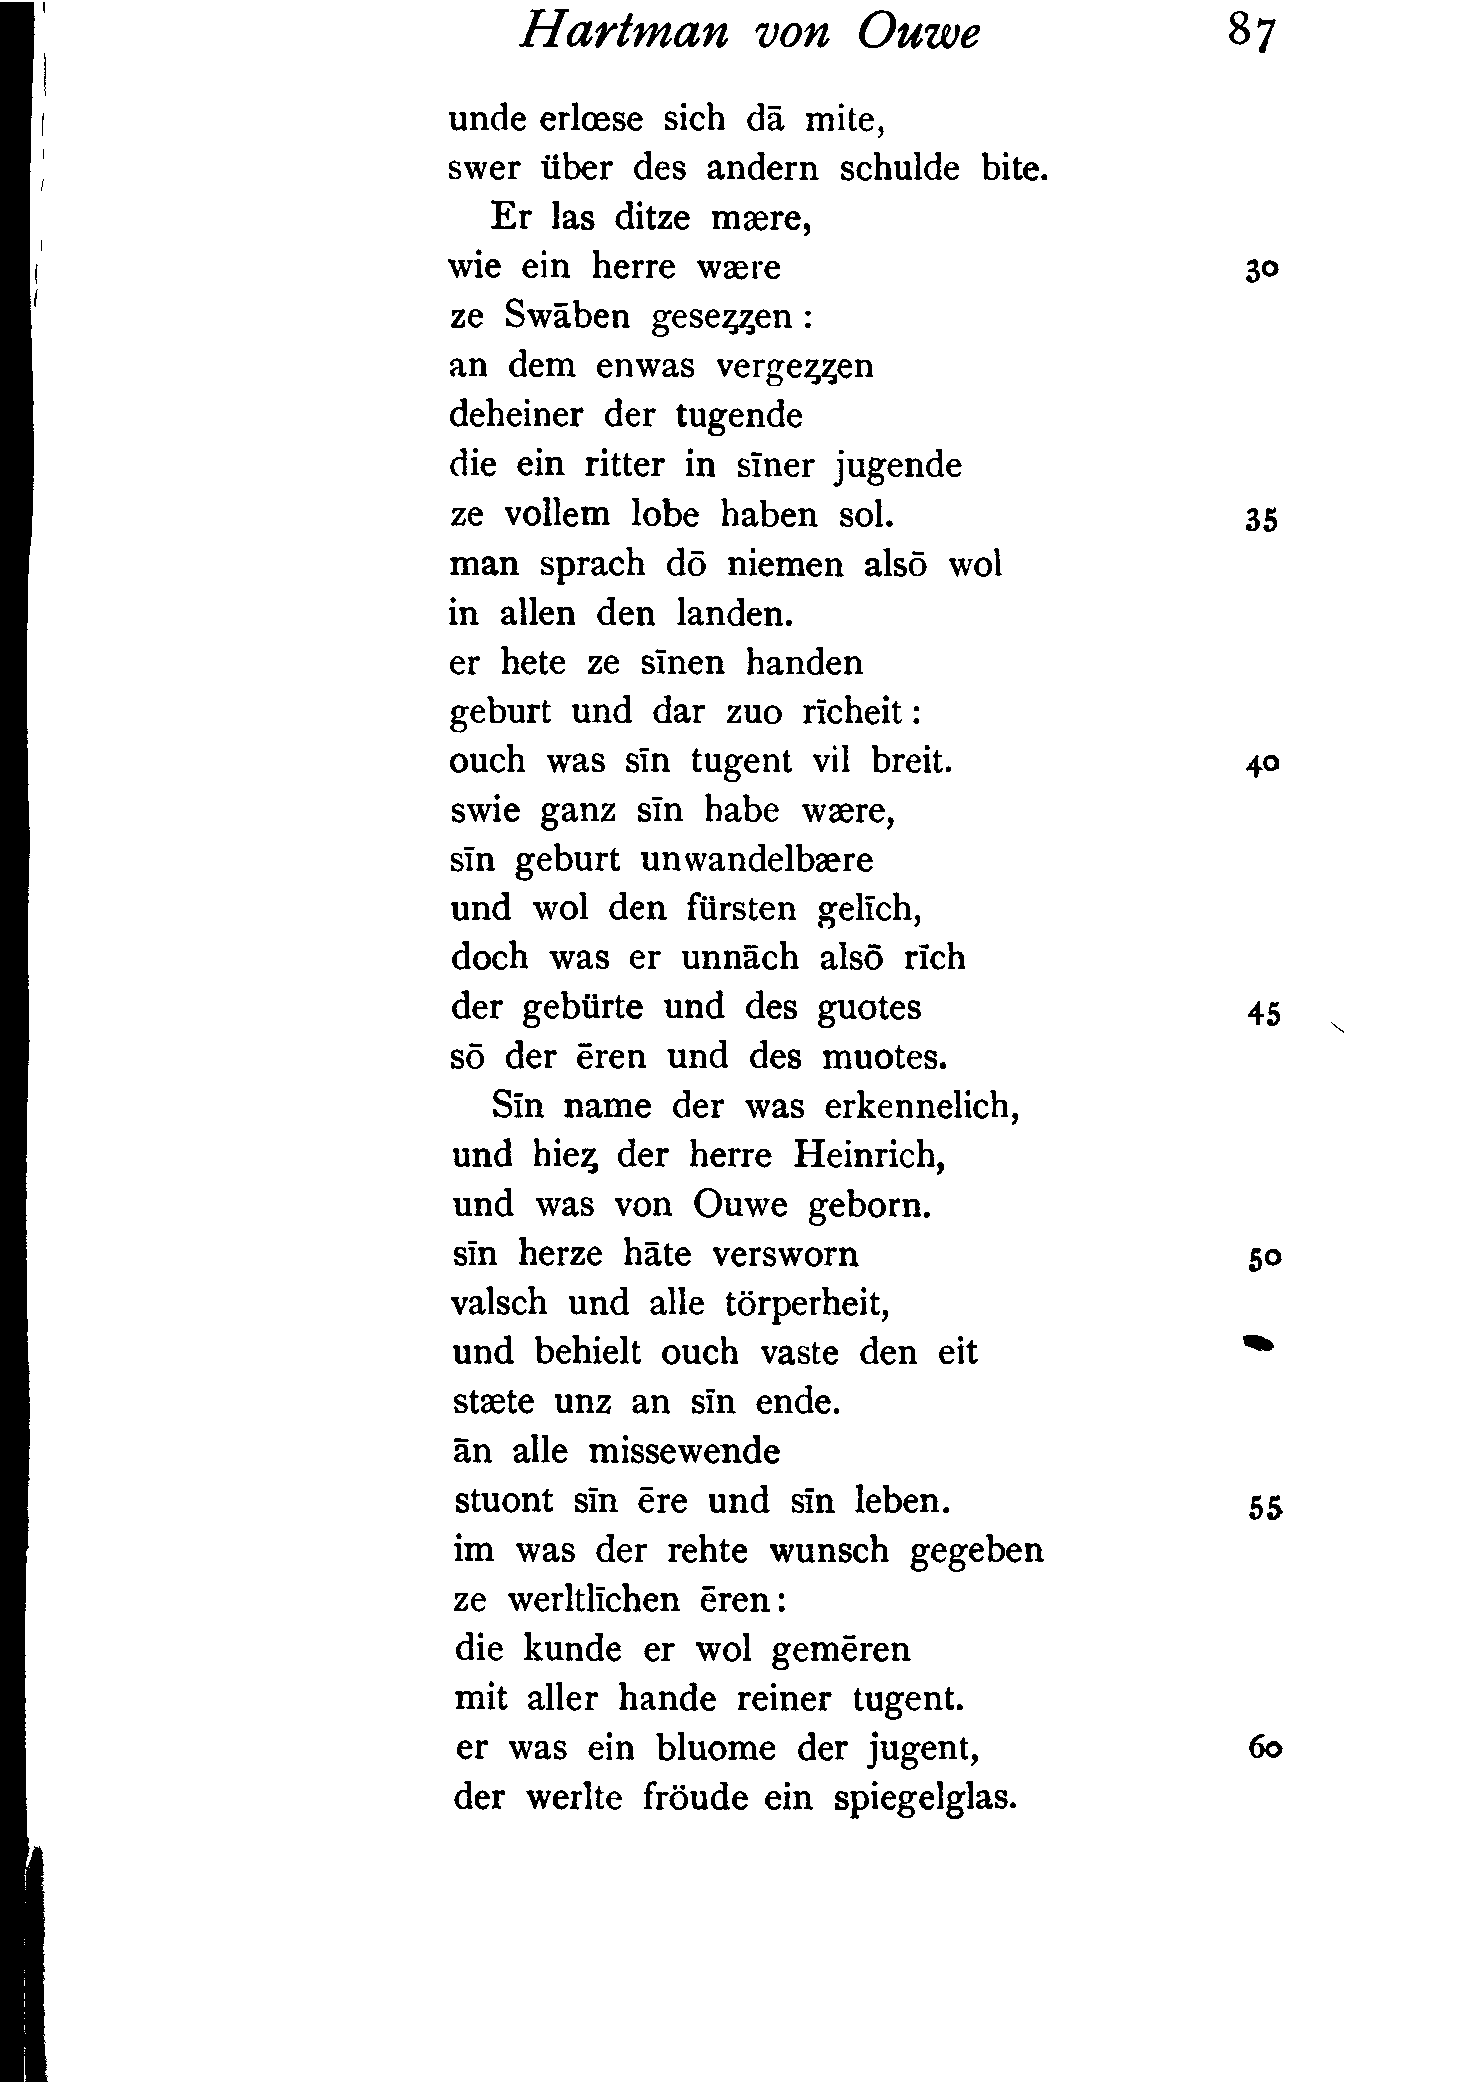 Hartman von Ouwe 87
unde erlœse sich dā mite,
swer über des andern schulde bite.
Er las ditze mære,
wie ein herre wære 30
ze Swāben geseȥȥen :
an dem enwas vergeȥȥen
deheiner der tugende
die ein ritter in sīner jugende
ze vollem lobe haben sol. 35
man sprach dō niemen alsō wol
in allen den landen.
er hete ze sīnen handen
geburt und dar zuo rīcheit :
ouch was sīn tugent vil breit. 40
swie ganz sīn habe wære,
sīn geburt unwandelbære
und wol den fürsten gelīch,
doch was er unnāch alsō rīch
der gebürte und des guotes 45
sō der ēren und des muotes.
Sīn name der was erkennelich,
und hieȥ der herre Heinrich,
und was von Ouwe geborn.
sīn herze hāte versworn 50
valsch und alle törperheit,
und behielt ouch vaste den eit
stæte unz an sīn ende.
ān alle missewende
stuont sīn ēre und sīn leben. 55
im was der rehte wunsch gegeben
ze werltlīchen ēren :
die kunde er wol gemēren
mit aller hande reiner tugent.
er was ein bluome der jugent, 60
der werlte fröude ein spiegelglas.